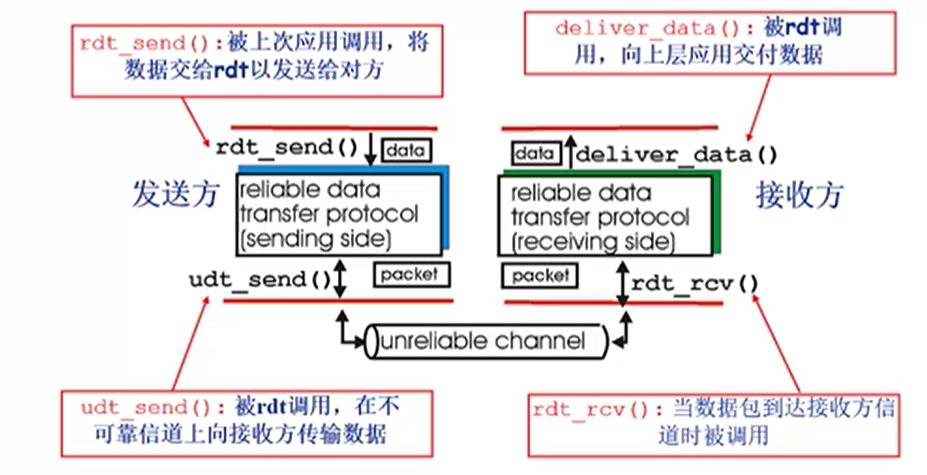 rdt_send():被上次应用调用，将
数据交给rdt以发送给对方
deliver_data():被rdt调
用，向上层应用交付数据
rdt_send()
data
data
deliver_data()
发送方
reliable data
transfer protocol
(sending side)
reliable data
transfer protocol
(receiving side)
接收方
udt_send()
packet
packet
rdt_rcv()
unreliable channel
udt_send():被rdt调用，在不
可靠信道上向接收方传输数据
rdt_rcv():当数据包到达接收方信
道时被调用